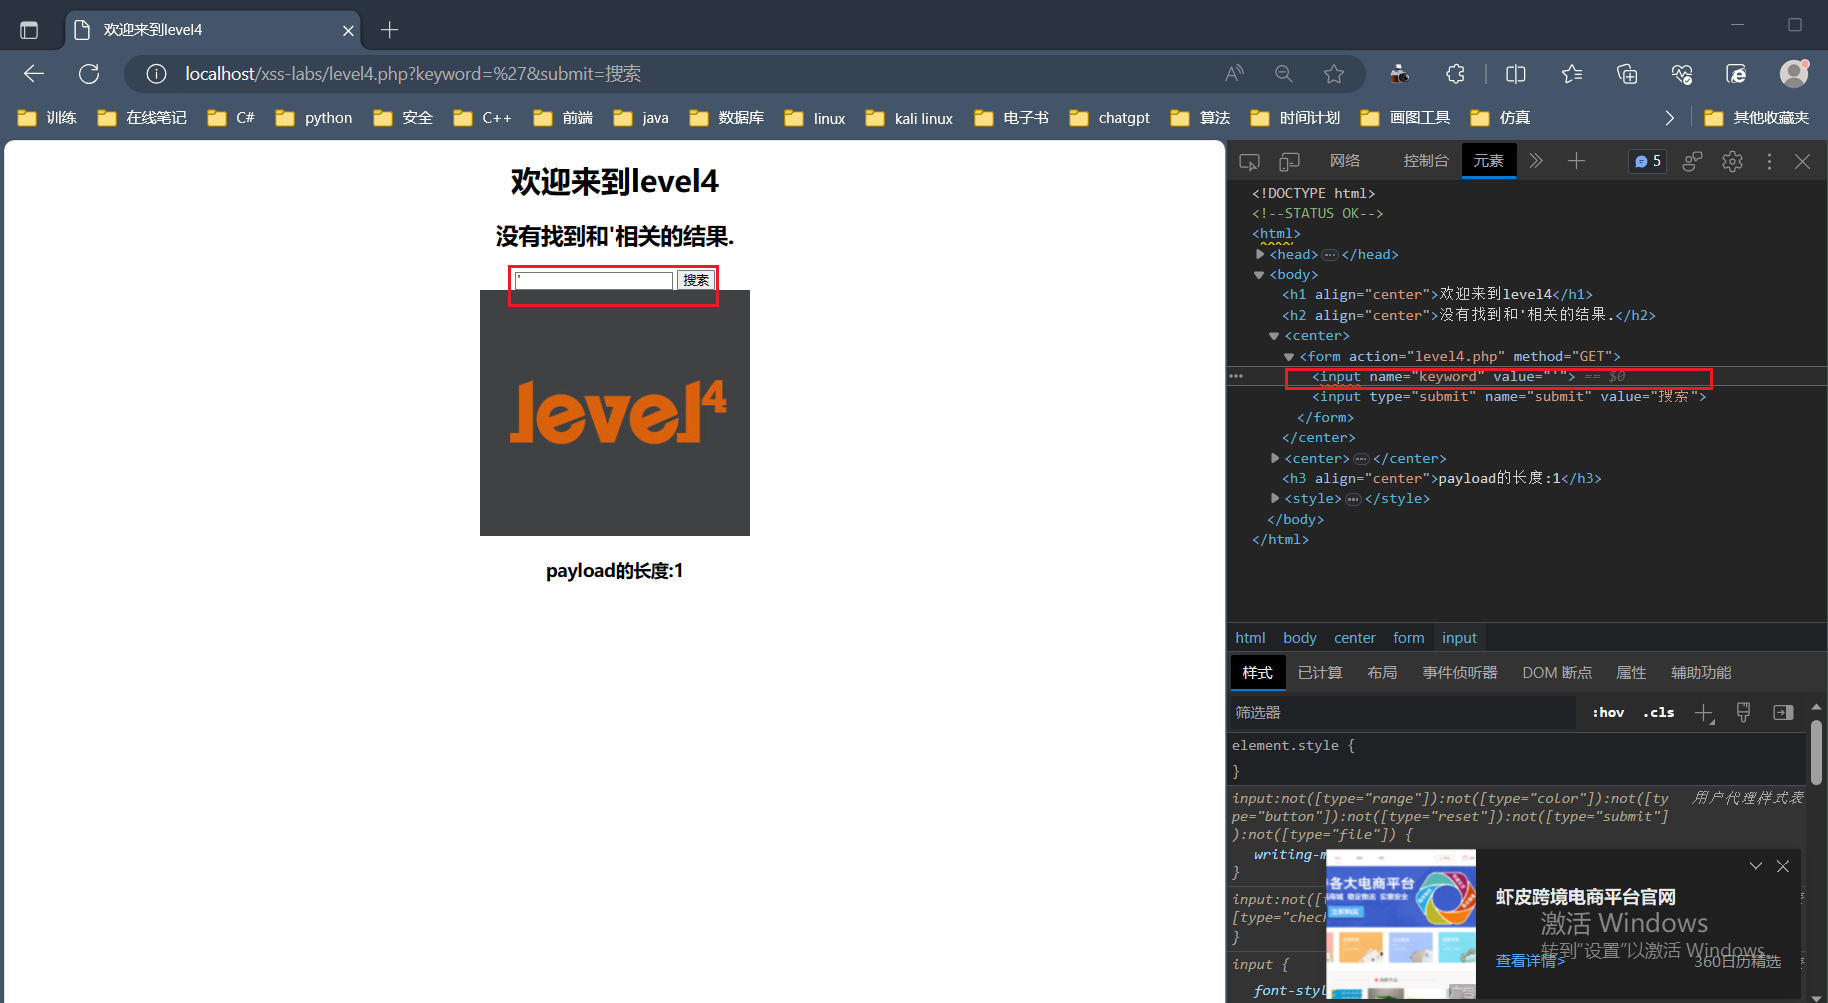 欢迎来到level4
localhost/xss-labs/level4.php?keyword=%27&submit=搜索
训练 在线笔记 C# python 安全 C++ 前端 java 数据库 linux kali linux 电子书 chatgpt 算法 时间计划 画图工具 仿真 其他收藏夹
欢迎来到level4
没有找到和'相关的结果.
' 搜索
level4
payload的长度:1
网络 控制台 元素 5
<!DOCTYPE html>
<!--STATUS OK-->
<html>
<head> ⋯ </head>
<body>
<h1 align="center">欢迎来到level4</h1>
<h2 align="center">没有找到和'相关的结果.</h2>
<center>
<form action="level4.php" method="GET">
<input name="keyword" value="'"> == $0
<input type="submit" name="submit" value="搜索">
</form>
</center>
<center> ⋯ </center>
<h3 align="center">payload的长度:1</h3>
<style> ⋯ </style>
</body>
</html>
html body center form input
样式 已计算 布局 事件侦听器 DOM 断点 属性 辅助功能
筛选器 :hov .cls
element.style {
}
input:not([type="range"]):not([type="color"]):not([ty 用户代理样式表
pe="button"]):not([type="reset"]):not([type="submit"]
):not([type="file"]) {
writing-m
}
input:not([
[type="chec
}
input {
font-styl
各大电商平台
立即购买
虾皮跨境电商平台官网
激活 Windows
转到"设置"以激活 Windows。
查看详情> 360日历精选